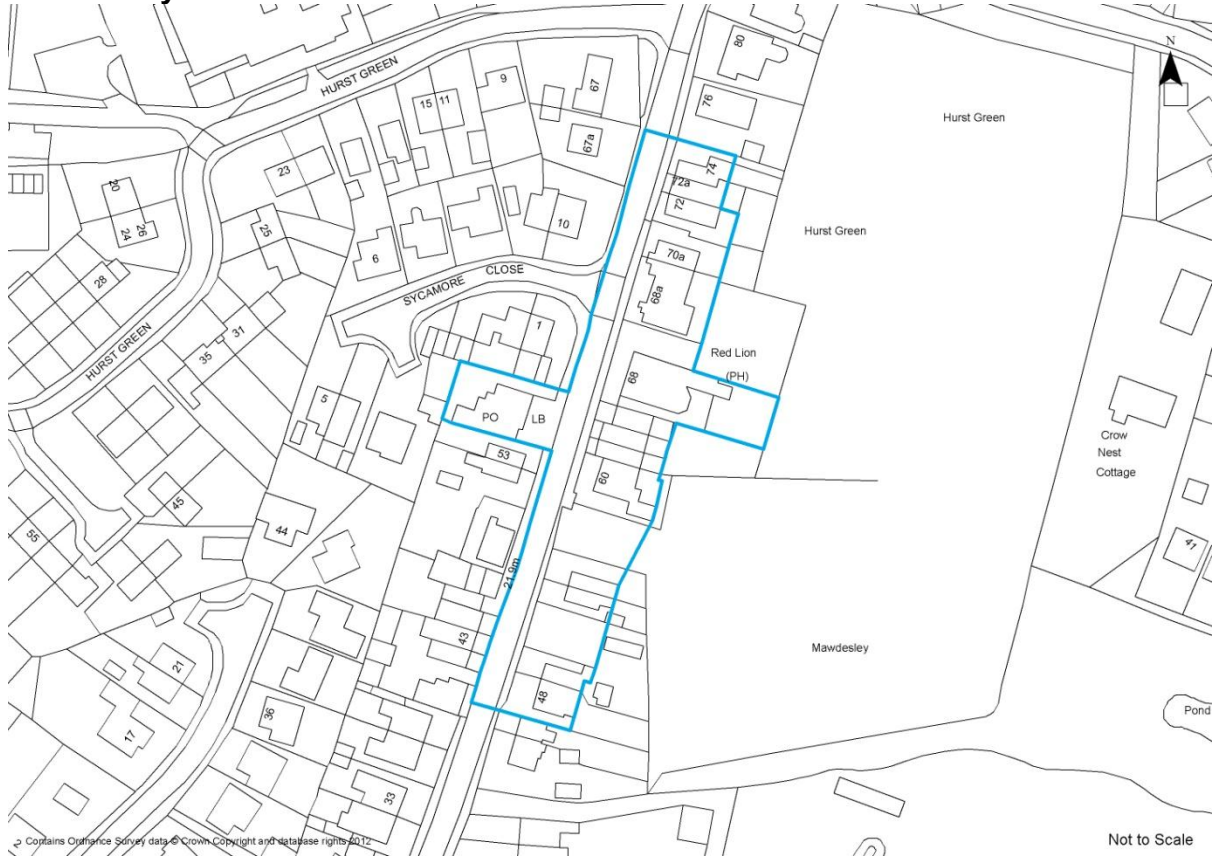 80
N
HURST GREEN
9
67
15 11
76
Hurst Green
67a
23
74
72a
20
72
24 26
10
25
Hurst Green
6
70a
28
SYCAMORE CLOSE
68a
31
1
HURST GREEN
35
Red Lion
(PH)
68
5
PO
LB
Crow
Nest
Cottage
53
60
45
44
55
41
21.9m
43
Mawdesley
21
48
36
Pond
17
33
2
Contains Ordnance Survey data © Crown Copyright and database rights 2012
Not to Scale